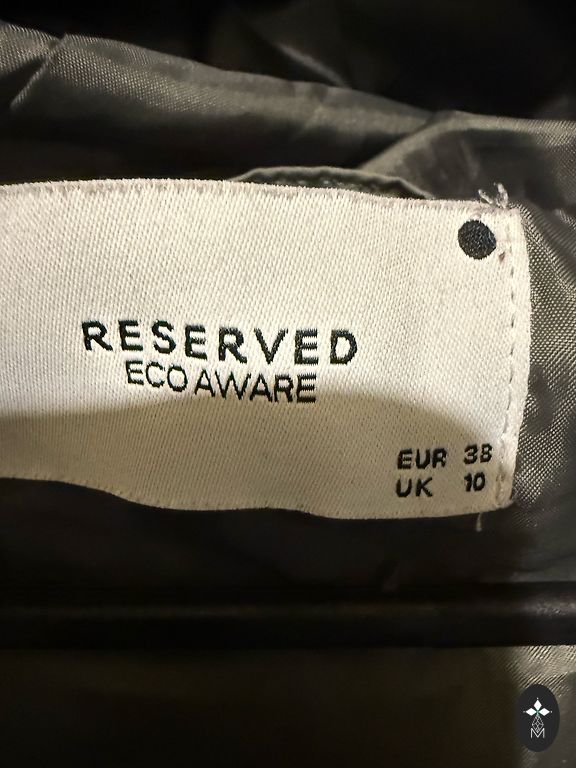 RESERVED
ECO AWARE
EUR 38
UK 10
M